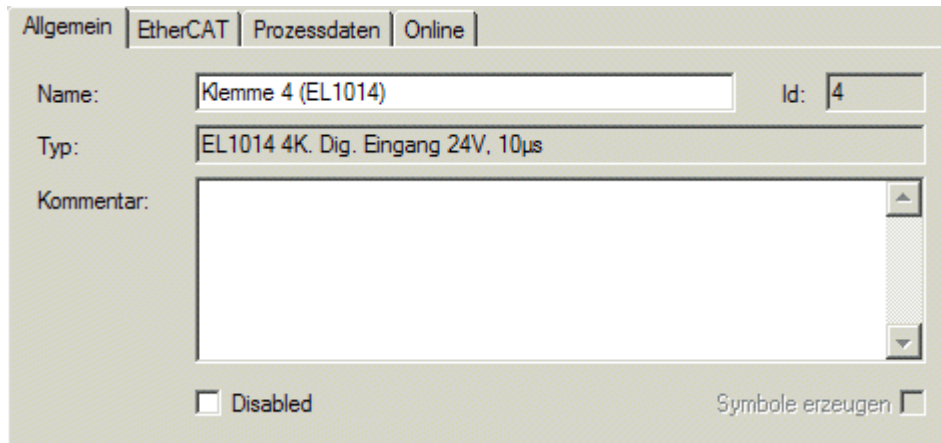 Allgemein EtherCAT Prozessdaten Online
Name: Klemme 4 (EL1014) Id: 4
Typ: EL1014 4K. Dig. Eingang 24V, 10µs
Kommentar:
Disabled Symbole erzeugen